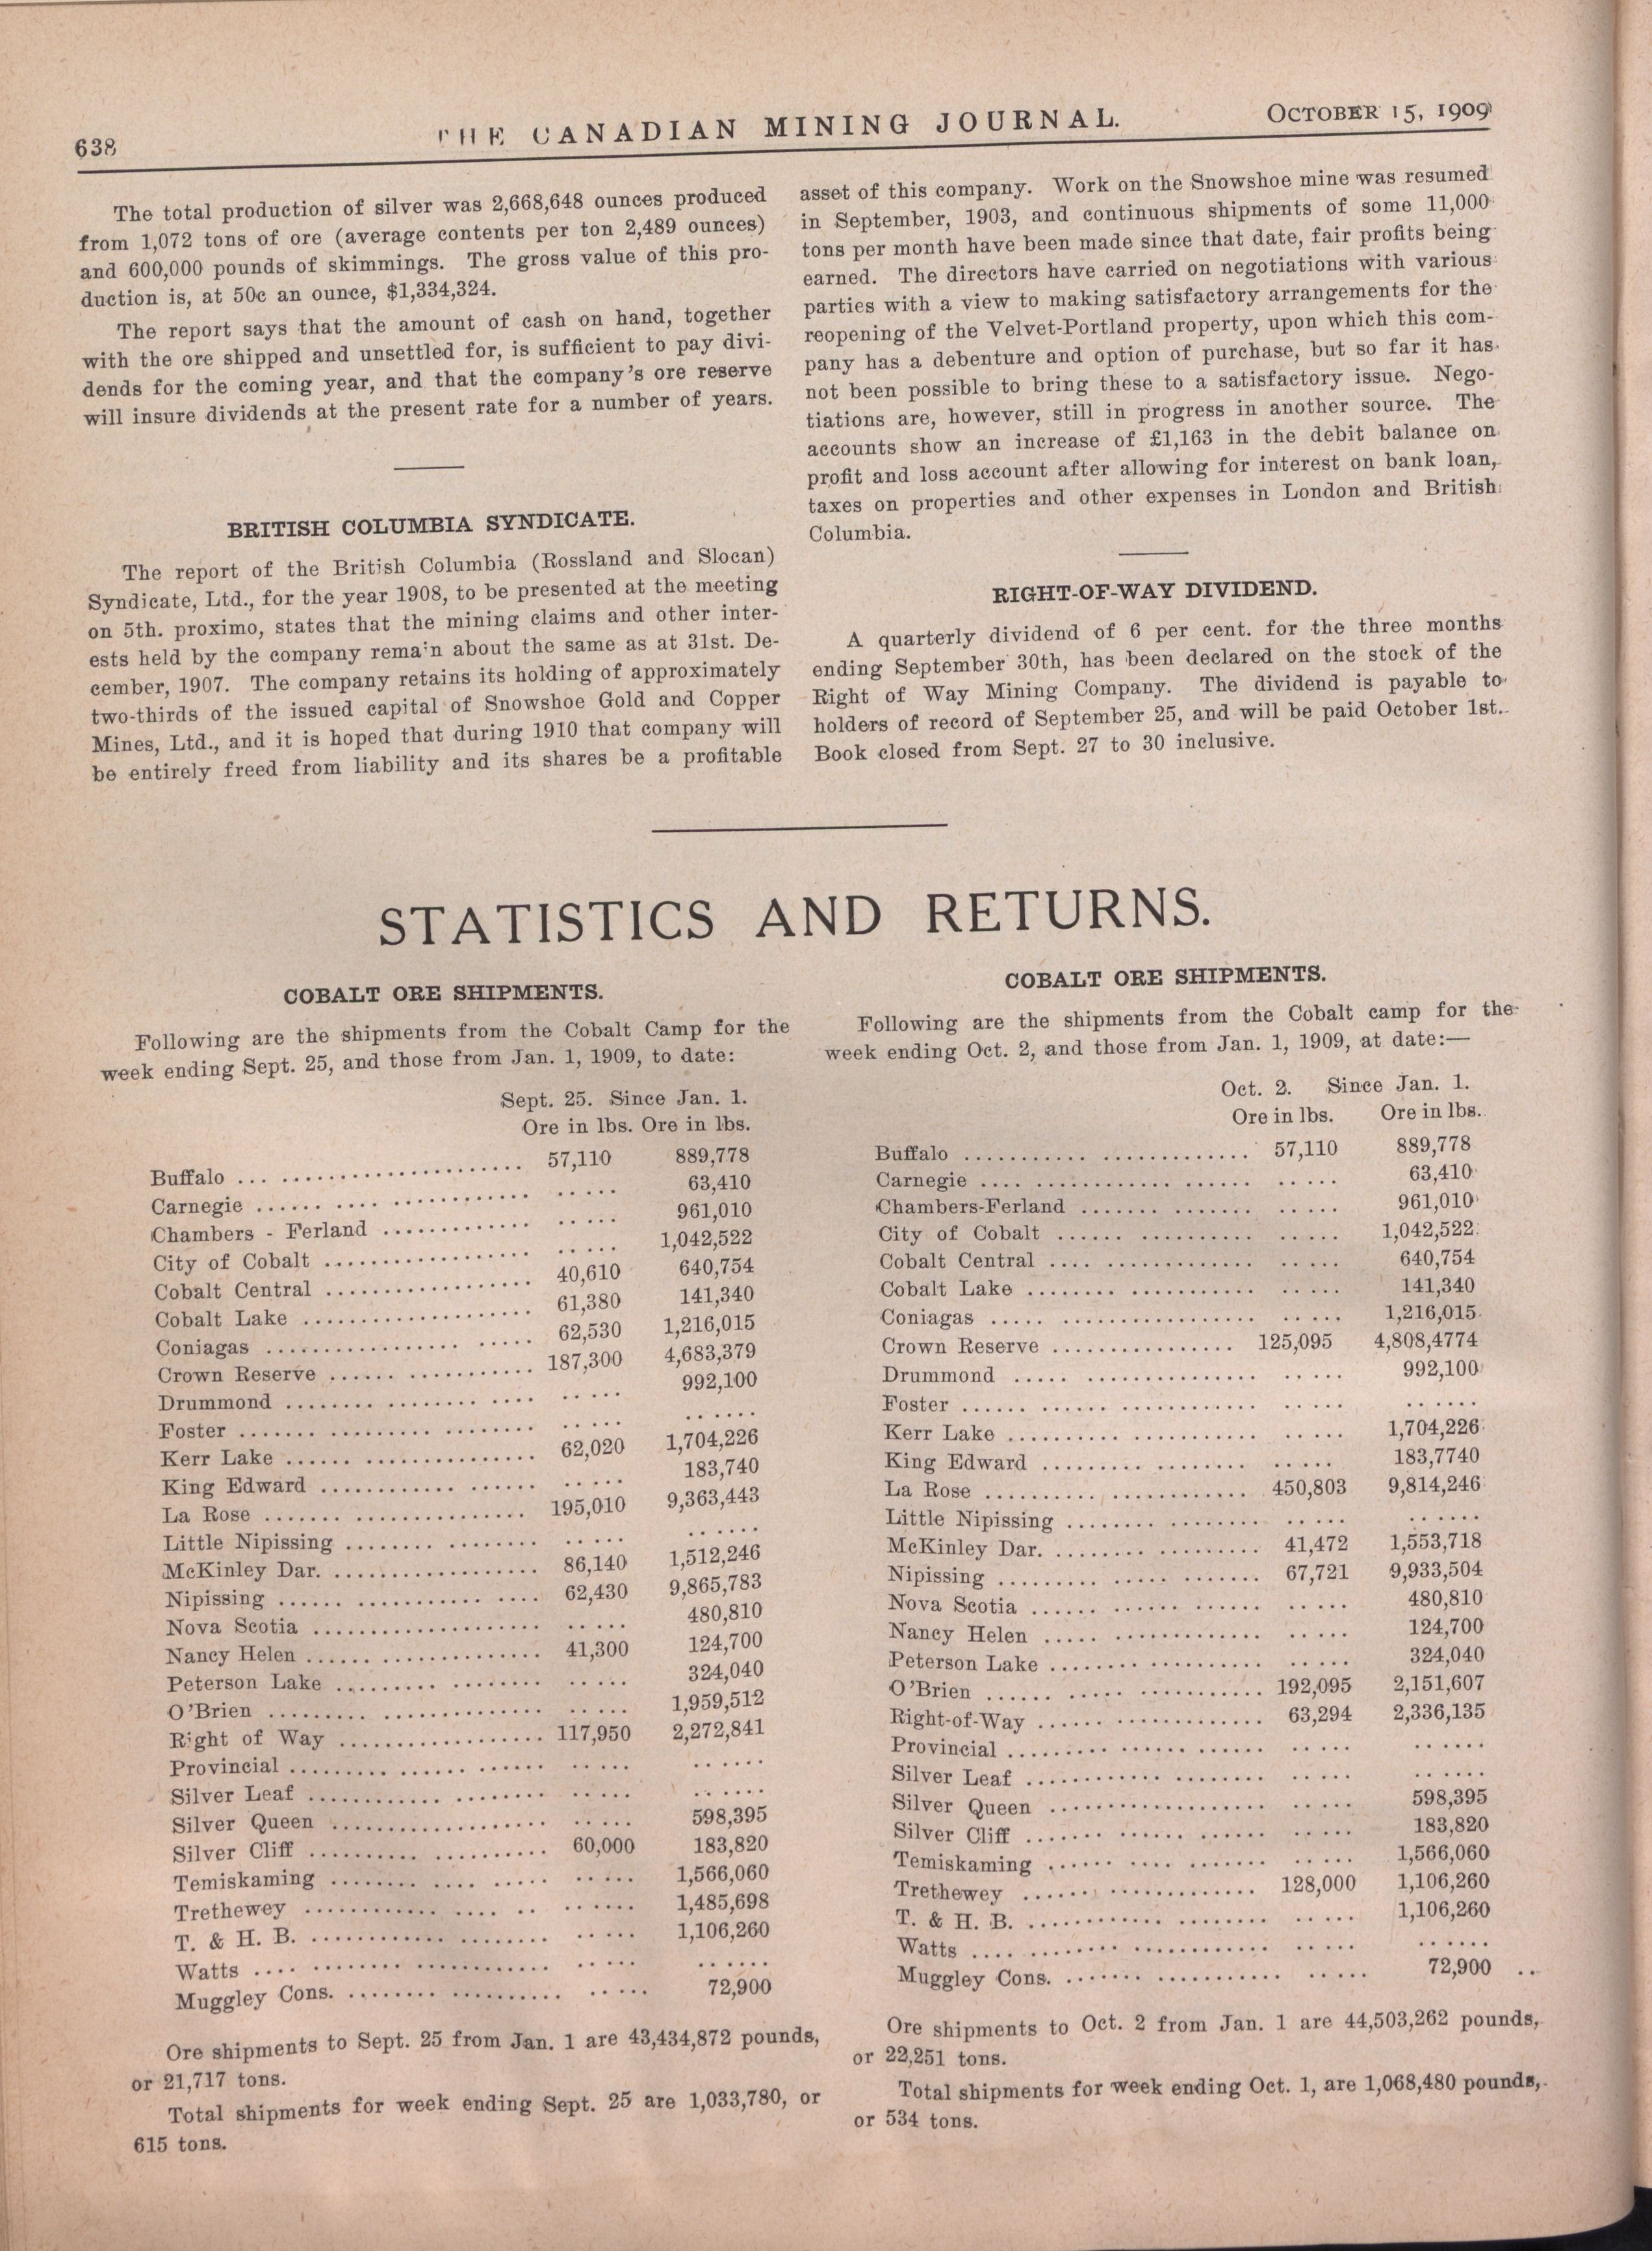 638
THE CANADIAN MINING JOURNAL.
OCTOBER 15, 1909
The total production of silver was 2,668,648 ounces produced
from 1,072 tons of ore (average contents per ton 2,489 ounces)
and 600,000 pounds of skimmings. The gross value of this pro-
duction is, at 50c an ounce, $1,334,324.
The report says that the amount of cash on hand, together
with the ore shipped and unsettled for, is sufficient to pay divi-
dends for the coming year, and that the company's ore reserve
will insure dividends at the present rate for a number of years.
BRITISH COLUMBIA SYNDICATE.
The report of the British Columbia (Rossland and Slocan)
Syndicate, Ltd., for the year 1908, to be presented at the meeting
on 5th. proximo, states that the mining claims and other inter-
ests held by the company remain about the same as at 31st. De-
cember, 1907. The company retains its holding of approximately
two-thirds of the issued capital of Snowshoe Gold and Copper
Mines, Ltd., and it is hoped that during 1910 that company will
be entirely freed from liability and its shares be a profitable
asset of this company. Work on the Snowshoe mine was resumed
in September, 1903, and continuous shipments of some 11,000
tons per month have been made since that date, fair profits being
earned. The directors have carried on negotiations with various
parties with a view to making satisfactory arrangements for the
reopening of the Velvet-Portland property, upon which this com-
pany has a debenture and option of purchase, but so far it has
not been possible to bring these to a satisfactory issue. Nego-
tiations are, however, still in progress in another source. The
accounts show an increase of £1,163 in the debit balance on
profit and loss account after allowing for interest on bank loan,
taxes on properties and other expenses in London and British
Columbia.
RIGHT-OF-WAY DIVIDEND.
A quarterly dividend of 6 per cent. for the three months
ending September 30th, has been declared on the stock of the
Right of Way Mining Company. The dividend is payable to
holders of record of September 25, and will be paid October 1st.
Book closed from Sept. 27 to 30 inclusive.
STATISTICS AND RETURNS.
COBALT ORE SHIPMENTS.
Following are the shipments from the Cobalt Camp for the
week ending Sept. 25, and those from Jan. 1, 1909, to date:
Sept. 25. Since Jan. 1.
Ore in lbs. Ore in lbs.
Buffalo ... ...................... 57,110 889,778
Carnegie ...... .... ............ ..... 63,410
Chambers - Ferland ............. ..... 961,010
City of Cobalt .................. ..... 1,042,522
Cobalt Central .................. 40,610 640,754
Cobalt Lake .................... 61,380 141,340
Coniagas ................. ..... 62,530 1,216,015
Crown Reserve ...... ........... 187,300 4,683,379
Drummond ........ ........ .... ..... 992,100
Foster ....... ......... ........ ..... ......
Kerr Lake ...... ............... 62,020 1,704,226
King Edward ............ ...... ..... 183,740
La Rose ....... ............... 195,010 9,363,443
Little Nipissing ........ ........ ..... ......
McKinley Dar. .................. 86,140 1,512,246
Nipissing ...... ........... .... 62,430 9,865,783
Nova Scotia .................... ..... 480,810
Nancy Helen ...... .............. 41,300 124,700
Peterson Lake ......... ........ ..... 324,040
O'Brien ......... .............. ..... 1,959,512
Right of Way .................. 117,950 2,272,841
Provincial ......... ...... ...... ..... ......
Silver Leaf ............ ........ ..... ......
Silver Queen ................... ..... 598,395
Silver Cliff .......... .......... 60,000 183,820
Temiskaming ........ .... ..... ..... 1,566,060
Trethewey ............ .... .. ...... 1,485,698
T. & H. B. ............ ........ ..... 1,106,260
Watts .... ........ ............ ..... ......
Muggley Cons. ........ .......... ..... 72,900
Ore shipments to Sept. 25 from Jan. 1 are 43,434,872 pounds,
or 21,717 tons.
Total shipments for week ending Sept. 25 are 1,033,780, or
615 tons.
COBALT ORE SHIPMENTS.
Following are the shipments from the Cobalt camp for the
week ending Oct. 2, and those from Jan. 1, 1909, at date:—
Oct. 2. Since Jan. 1.
Ore in lbs. Ore in lbs.
Buffalo ........... ............. 57,110 889,778
Carnegie .... ............ ...... ..... 63,410
Chambers-Ferland ....... ....... ..... 961,010
City of Cobalt ...... .......... ..... 1,042,522
Cobalt Central .... ............. ..... 640,754
Cobalt Lake ........ ........... ..... 141,340
Coniagas ..... ................. ..... 1,216,015
Crown Reserve ................ 125,095 4,808,4774
Drummond ..... ............... ..... 992,100
Foster ...... ...... ............ ..... ......
Kerr Lake .......... ........... ..... 1,704,226
King Edward ......... ........ ..... 183,7740
La Rose .......... ............ 450,803 9,814,246
Little Nipissing ........ ........ ..... ......
McKinley Dar. ........ ......... 41,472 1,553,718
Nipissing ......... ..... ....... 67,721 9,933,504
Nova Scotia ...... ...... ...... ..... 480,810
Nancy Helen ..... ............. ..... 124,700
Peterson Lake ........ .......... ..... 324,040
O'Brien ...... ..... ........... 192,095 2,151,607
Right-of-Way ...... ............. 63,294 2,336,135
Provincial ......... ...... ...... ..... ......
Silver Leaf ............ ........ ..... ......
Silver Queen ................... ..... 598,395
Silver Cliff ....... ...... ...... ..... 183,820
Temiskaming ...... .... ....... ..... 1,566,060
Trethewey ...... ............. 128,000 1,106,260
T. & H. B. ............ ........ ..... 1,106,260
Watts .... ........ ............ ..... ......
Muggley Cons. ....... ........... ..... 72,900 ..
Ore shipments to Oct. 2 from Jan. 1 are 44,503,262 pounds,
or 22,251 tons.
Total shipments for week ending Oct. 1, are 1,068,480 pounds,
or 534 tons.